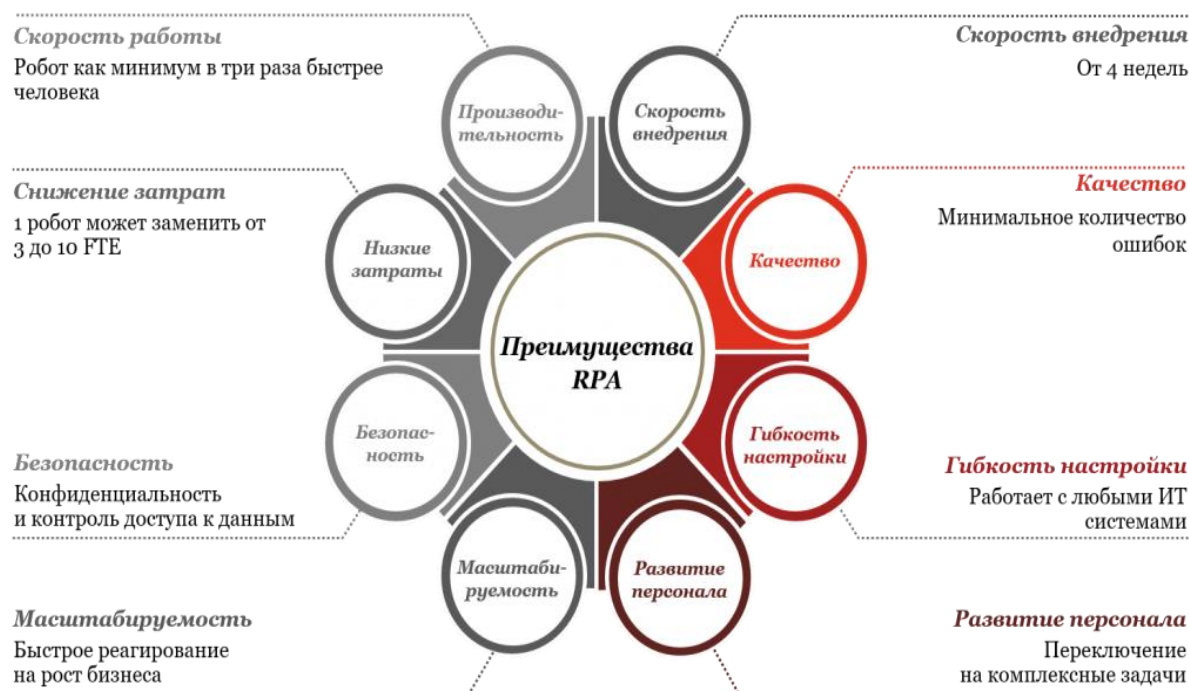 Скорость работы
Робот как минимум в три раза быстрее
человека
Скорость внедрения
От 4 недель
Производи-
тельность
Скорость
внедрения
Снижение затрат
1 робот может заменить от
3 до 10 FTE
Качество
Минимальное количество
ошибок
Низкие
затраты
Качество
Преимущества
RPA
Безопас-
ность
Гибкость
настройки
Безопасность
Конфиденциальность
и контроль доступа к данным
Гибкость настройки
Работает с любыми ИТ
системами
Масштаби-
руемость
Развитие
персонала
Масштабируемость
Быстрое реагирование
на рост бизнеса
Развитие персонала
Переключение
на комплексные задачи